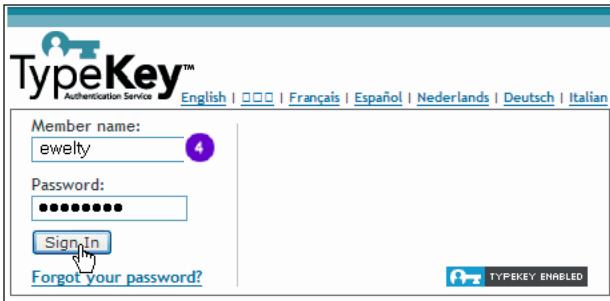 TypeKey™
Authentication Service
English | □□□ | Français | Español | Nederlands | Deutsch | Italian
Member name:
ewelty
4
Password:
●●●●●●●●
Sign In
Forgot your password?
TYPEKEY ENABLED